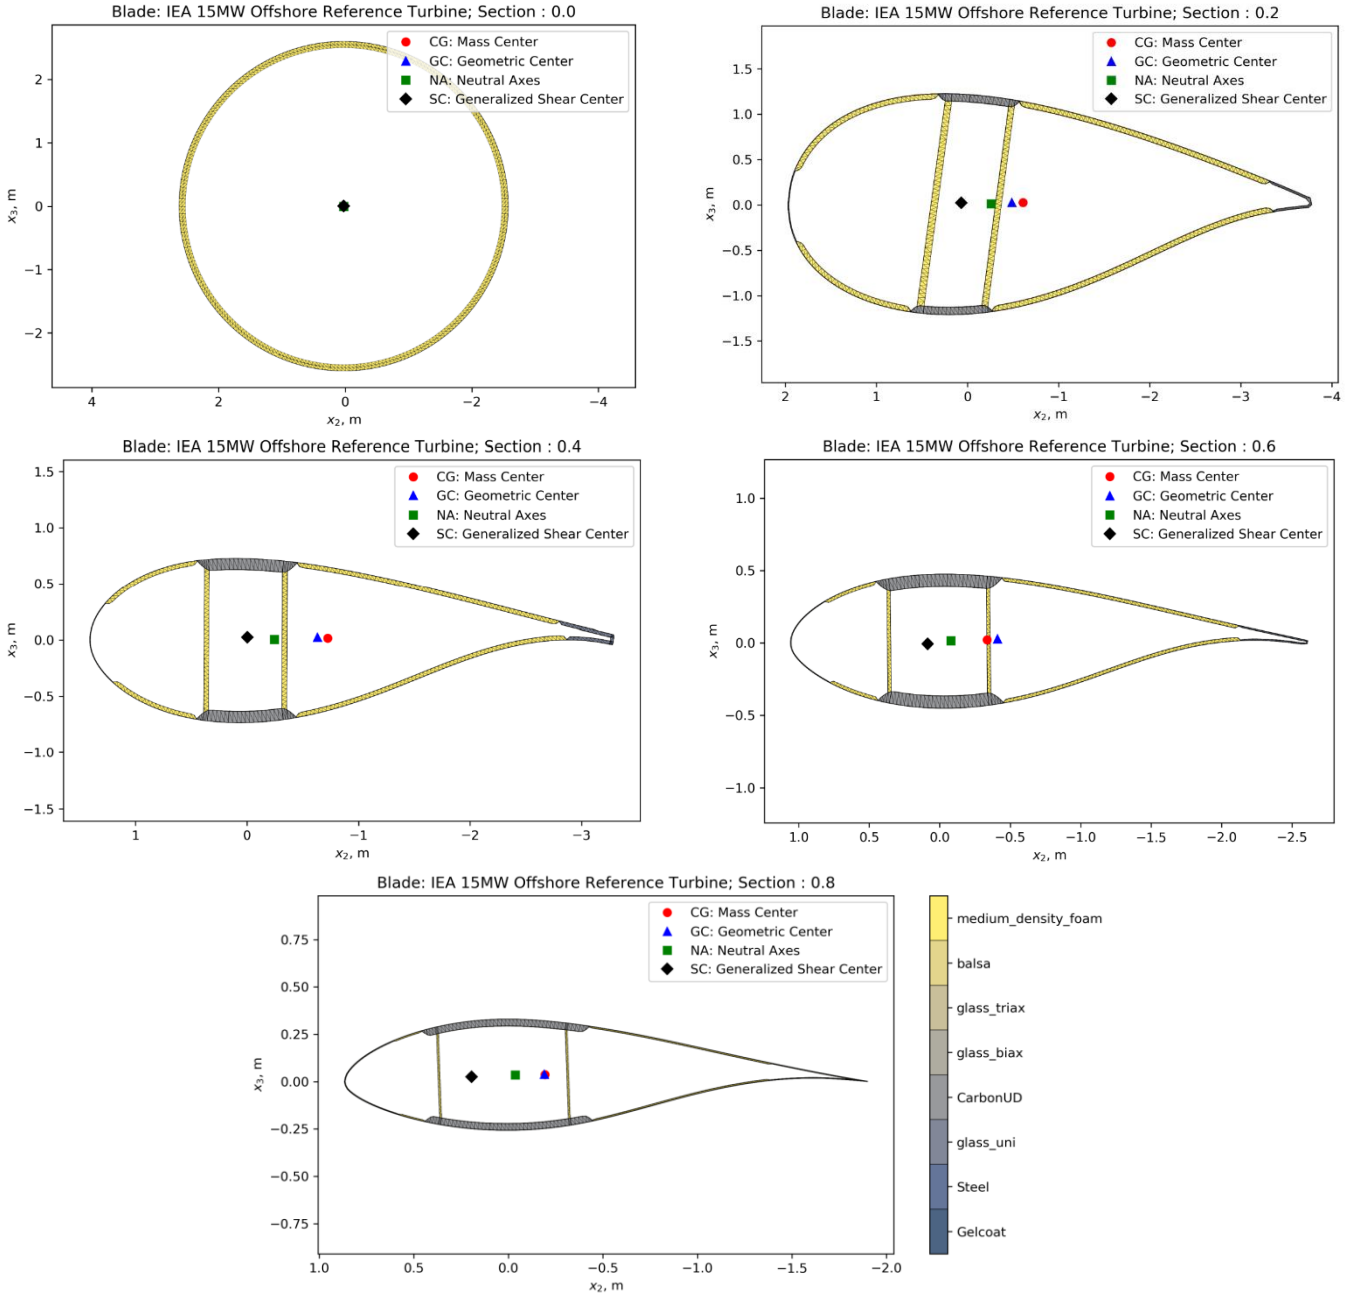 Blade: IEA 15MW Offshore Reference Turbine; Section : 0.0
CG: Mass Center
GC: Geometric Center
NA: Neutral Axes
SC: Generalized Shear Center
2
1
0
−1
−2
x3, m
4
2
0
−2
−4
x2, m
Blade: IEA 15MW Offshore Reference Turbine; Section : 0.2
CG: Mass Center
GC: Geometric Center
NA: Neutral Axes
SC: Generalized Shear Center
1.5
1.0
0.5
0.0
−0.5
−1.0
−1.5
x3, m
2
1
0
−1
−2
−3
−4
x2, m
Blade: IEA 15MW Offshore Reference Turbine; Section : 0.4
CG: Mass Center
GC: Geometric Center
NA: Neutral Axes
SC: Generalized Shear Center
1.5
1.0
0.5
0.0
−0.5
−1.0
−1.5
x3, m
1
0
−1
−2
−3
x2, m
Blade: IEA 15MW Offshore Reference Turbine; Section : 0.6
CG: Mass Center
GC: Geometric Center
NA: Neutral Axes
SC: Generalized Shear Center
1.0
0.5
0.0
−0.5
−1.0
x3, m
1.0
0.5
0.0
−0.5
−1.0
−1.5
−2.0
−2.5
x2, m
Blade: IEA 15MW Offshore Reference Turbine; Section : 0.8
CG: Mass Center
GC: Geometric Center
NA: Neutral Axes
SC: Generalized Shear Center
0.75
0.50
0.25
0.00
−0.25
−0.50
−0.75
x3, m
1.0
0.5
0.0
−0.5
−1.0
−1.5
−2.0
x2, m
medium_density_foam
balsa
glass_triax
glass_biax
CarbonUD
glass_uni
Steel
Gelcoat